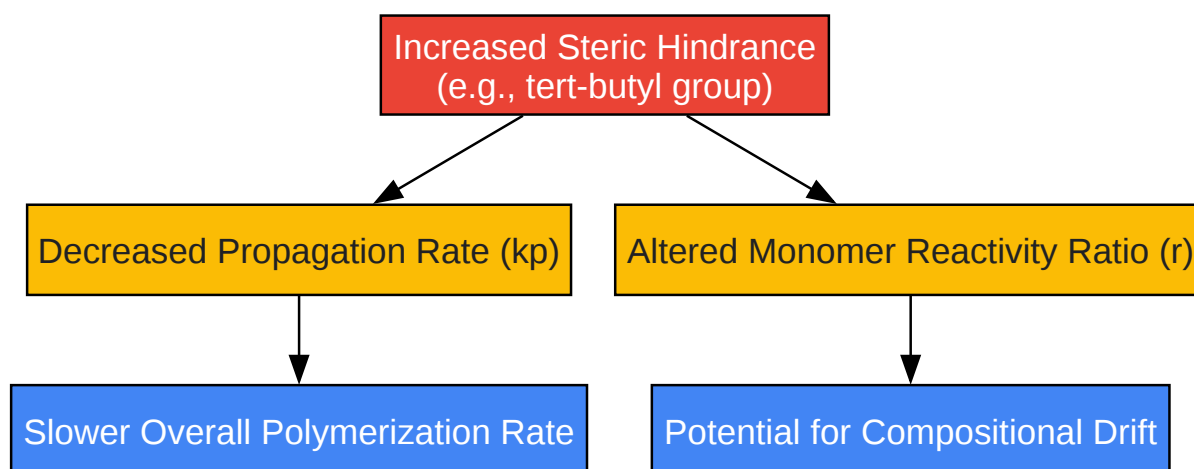 Increased Steric Hindrance
(e.g., tert-butyl group)
Decreased Propagation Rate (kp)
Altered Monomer Reactivity Ratio (r)
Slower Overall Polymerization Rate
Potential for Compositional Drift